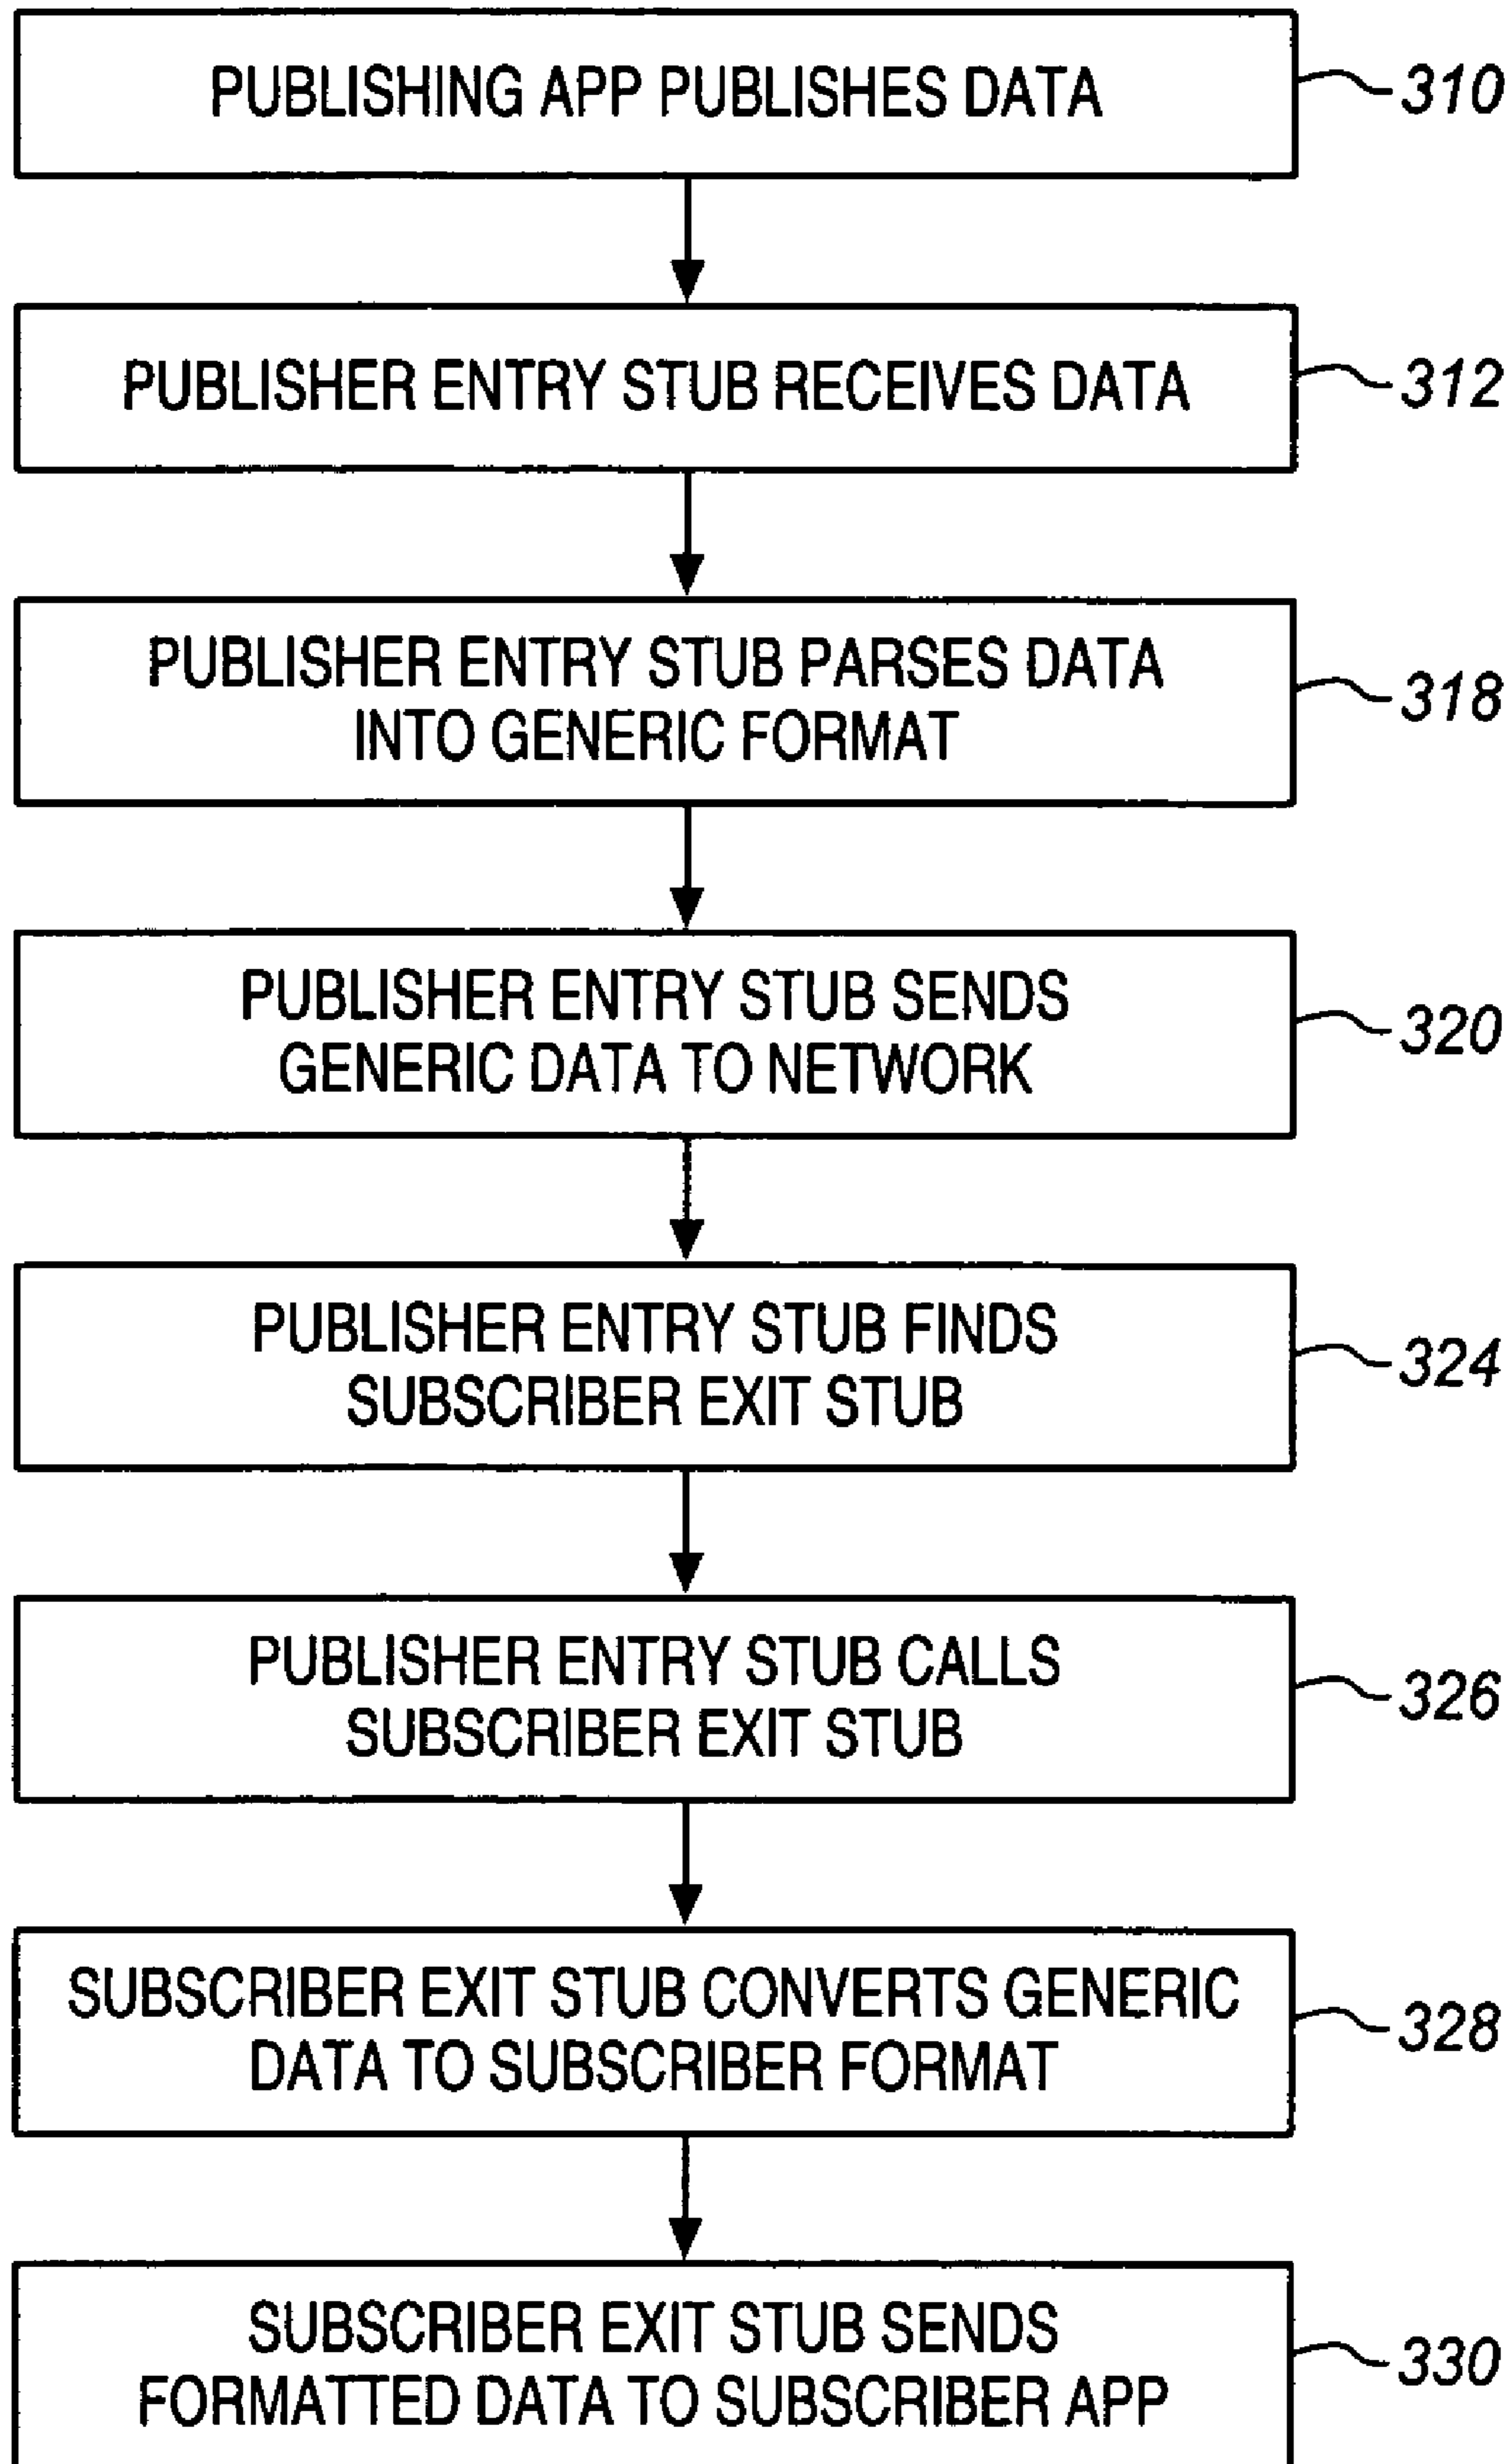 PUBLISHING APP PUBLISHES DATA
310
PUBLISHER ENTRY STUB RECEIVES DATA
312
PUBLISHER ENTRY STUB PARSES DATA
INTO GENERIC FORMAT
318
PUBLISHER ENTRY STUB SENDS
GENERIC DATA TO NETWORK
320
PUBLISHER ENTRY STUB FINDS
SUBSCRIBER EXIT STUB
324
PUBLISHER ENTRY STUB CALLS
SUBSCRIBER EXIT STUB
326
SUBSCRIBER EXIT STUB CONVERTS GENERIC
DATA TO SUBSCRIBER FORMAT
328
SUBSCRIBER EXIT STUB SENDS
FORMATTED DATA TO SUBSCRIBER APP
330